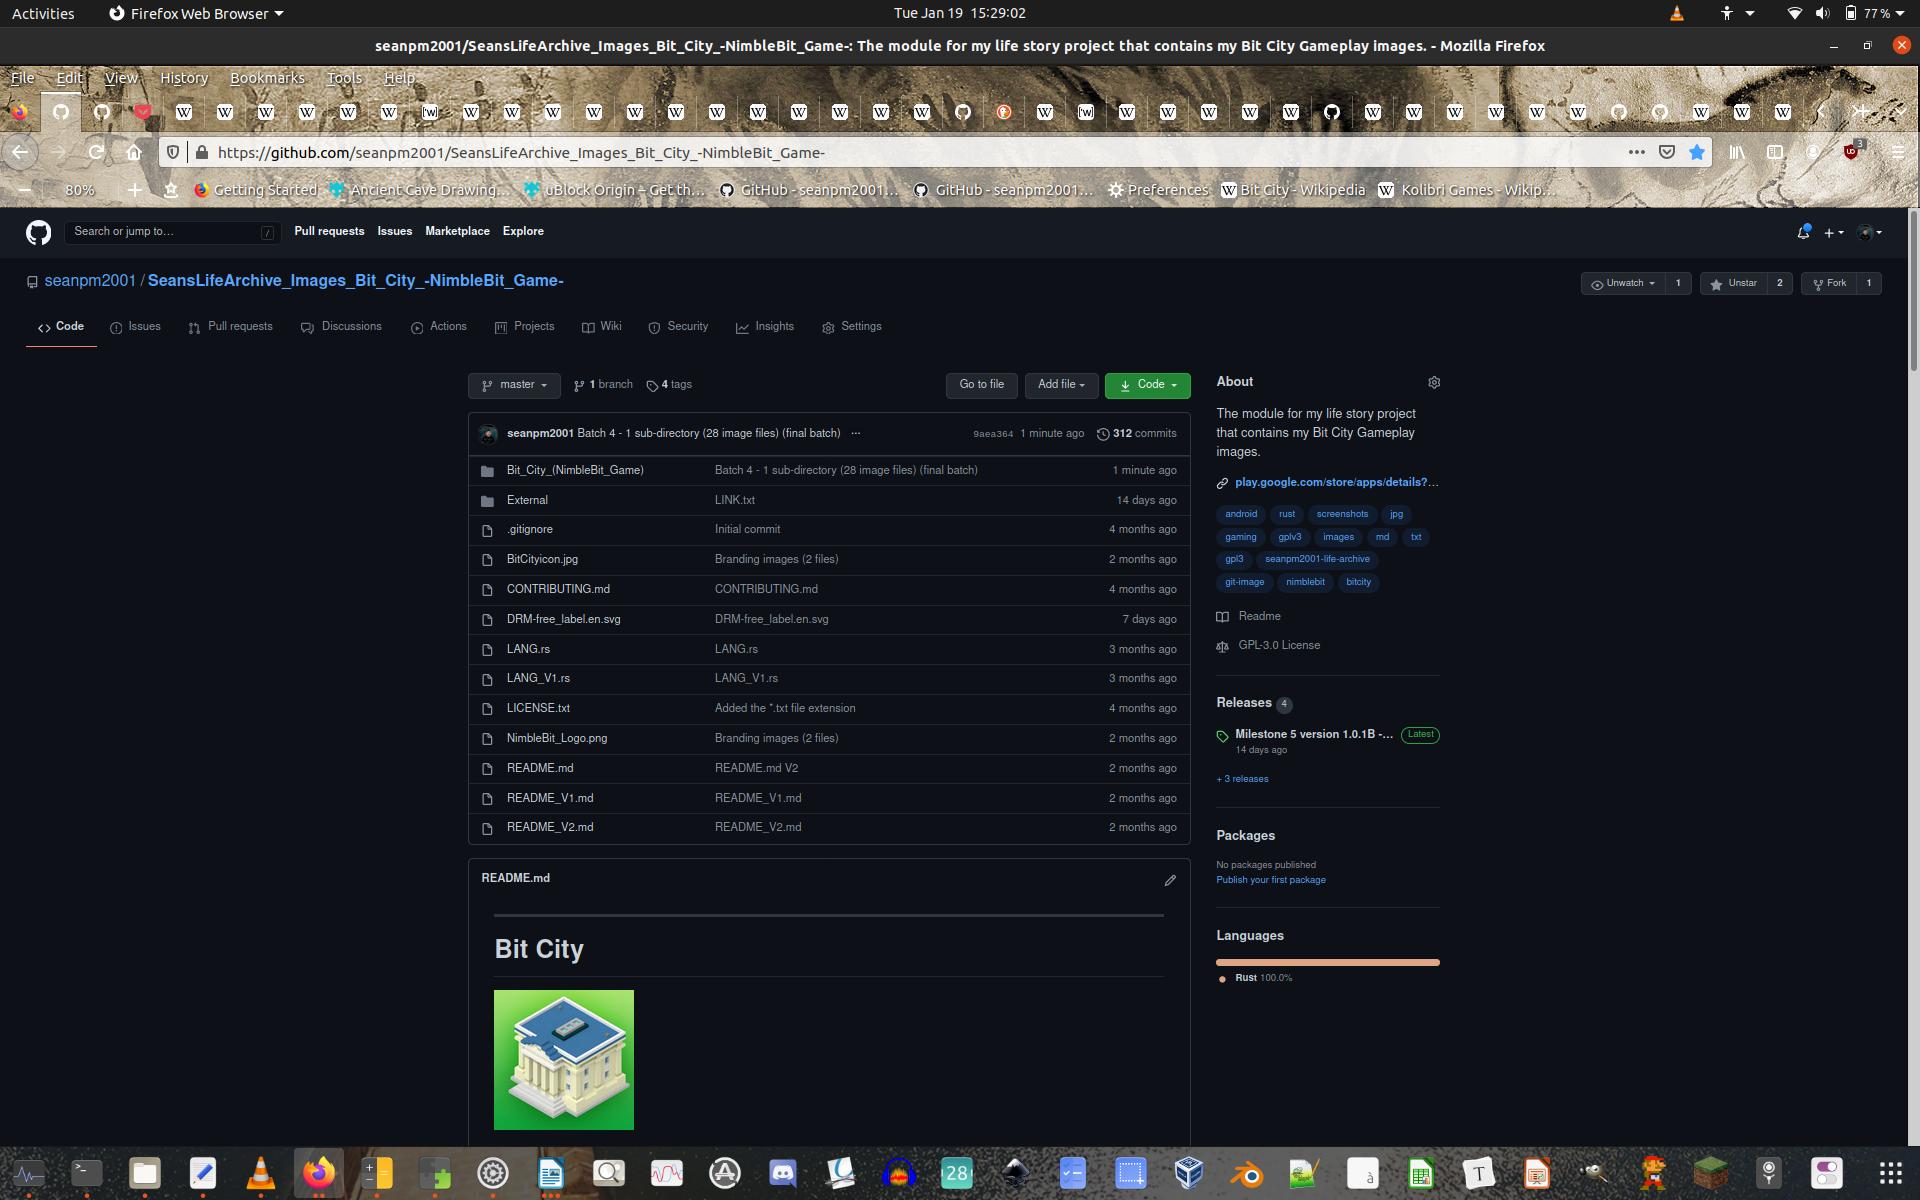 Activities Firefox Web Browser Tue Jan 19 15:29:02 77 %
seanpm2001/SeansLifeArchive_Images_Bit_City_-NimbleBit_Game-: The module for my life story project that contains my Bit City Gameplay images. - Mozilla Firefox
File Edit View History Bookmarks Tools Help
https://github.com/seanpm2001/SeansLifeArchive_Images_Bit_City_-NimbleBit_Game- 3
80% Getting Started Ancient Cave Drawing… uBlock Origin – Get th… GitHub - seanpm2001… GitHub - seanpm2001… Preferences Bit City - Wikipedia Kolibri Games - Wikip…
Search or jump to… / Pull requests Issues Marketplace Explore
seanpm2001 / SeansLifeArchive_Images_Bit_City_-NimbleBit_Game- Unwatch 1 Unstar 2 Fork 1
Code Issues Pull requests Discussions Actions Projects Wiki Security Insights Settings
master 1 branch 4 tags Go to file Add file Code
seanpm2001 Batch 4 - 1 sub-directory (28 image files) (final batch) … 9aea364 1 minute ago 312 commits
Bit_City_(NimbleBit_Game) Batch 4 - 1 sub-directory (28 image files) (final batch) 1 minute ago
External LINK.txt 14 days ago
.gitignore Initial commit 4 months ago
BitCityicon.jpg Branding images (2 files) 2 months ago
CONTRIBUTING.md CONTRIBUTING.md 4 months ago
DRM-free_label.en.svg DRM-free_label.en.svg 7 days ago
LANG.rs LANG.rs 3 months ago
LANG_V1.rs LANG_V1.rs 3 months ago
LICENSE.txt Added the *.txt file extension 4 months ago
NimbleBit_Logo.png Branding images (2 files) 2 months ago
README.md README.md V2 2 months ago
README_V1.md README_V1.md 2 months ago
README_V2.md README_V2.md 2 months ago
README.md
Bit City
About
The module for my life story project
that contains my Bit City Gameplay
images.
play.google.com/store/apps/details?…
android rust screenshots jpg
gaming gplv3 images md txt
gpl3 seanpm2001-life-archive
git-image nimblebit bitcity
Readme
GPL-3.0 License
Releases 4
Milestone 5 version 1.0.1B -… Latest
14 days ago
+ 3 releases
Packages
No packages published
Publish your first package
Languages
Rust 100.0%
28